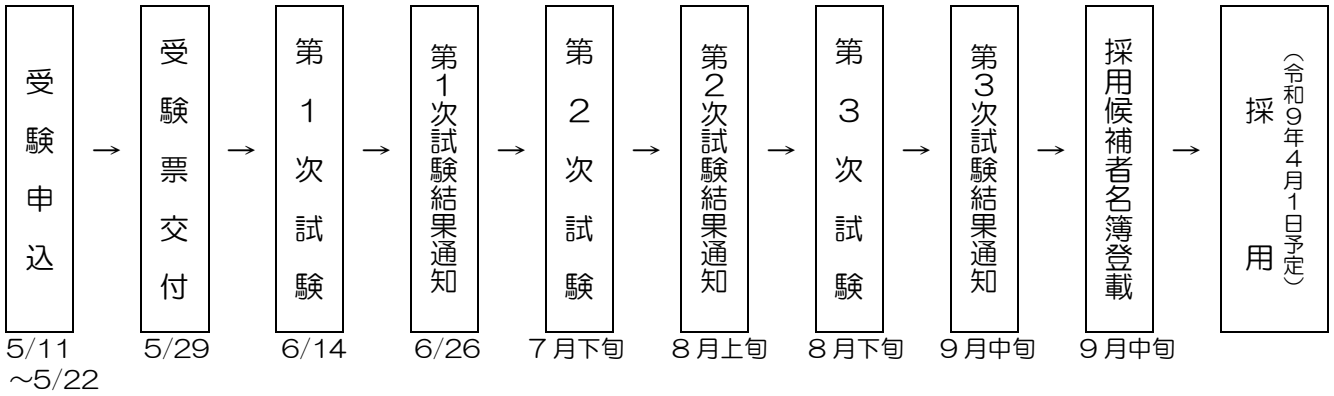 受験申込
→
受験票交付
→
第1次試験
→
第1次試験結果通知
→
第2次試験
→
第2次試験結果通知
→
第3次試験
→
第3次試験結果通知
→
採用候補者名簿登載
→
採用
（令和9年4月1日予定）
5/11
～5/22
5/29
6/14
6/26
7月下旬
8月上旬
8月下旬
9月中旬
9月中旬